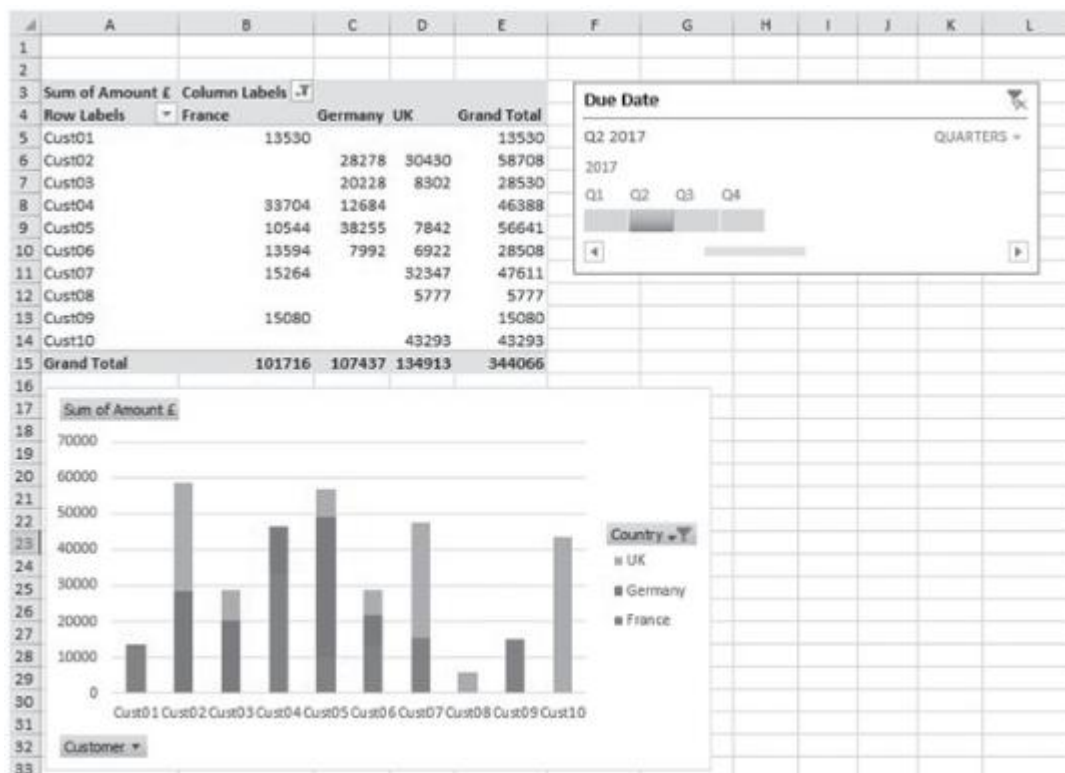 A B C D E F G H I J K L
1
2
3 Sum of Amount £ Column Labels
4 Row Labels France Germany UK Grand Total
5 Cust01 13530 13530
6 Cust02 28278 30430 58708
7 Cust03 20228 8302 28530
8 Cust04 33704 12684 46388
9 Cust05 10544 38255 7842 56641
10 Cust06 13594 7992 6922 28508
11 Cust07 15264 32347 47611
12 Cust08 5777 5777
13 Cust09 15080 15080
14 Cust10 43293 43293
15 Grand Total 101716 107437 134913 344066
Due Date
Q2 2017 QUARTERS
2017
Q1 Q2 Q3 Q4
16
17
18
19
20
21
22
23
24
25
26
27
28
29
30
31
32
33
Sum of Amount £
70000
60000
50000
40000
30000
20000
10000
0
Cust01 Cust02 Cust03 Cust04 Cust05 Cust06 Cust07 Cust08 Cust09 Cust10
Country
UK
Germany
France
Customer